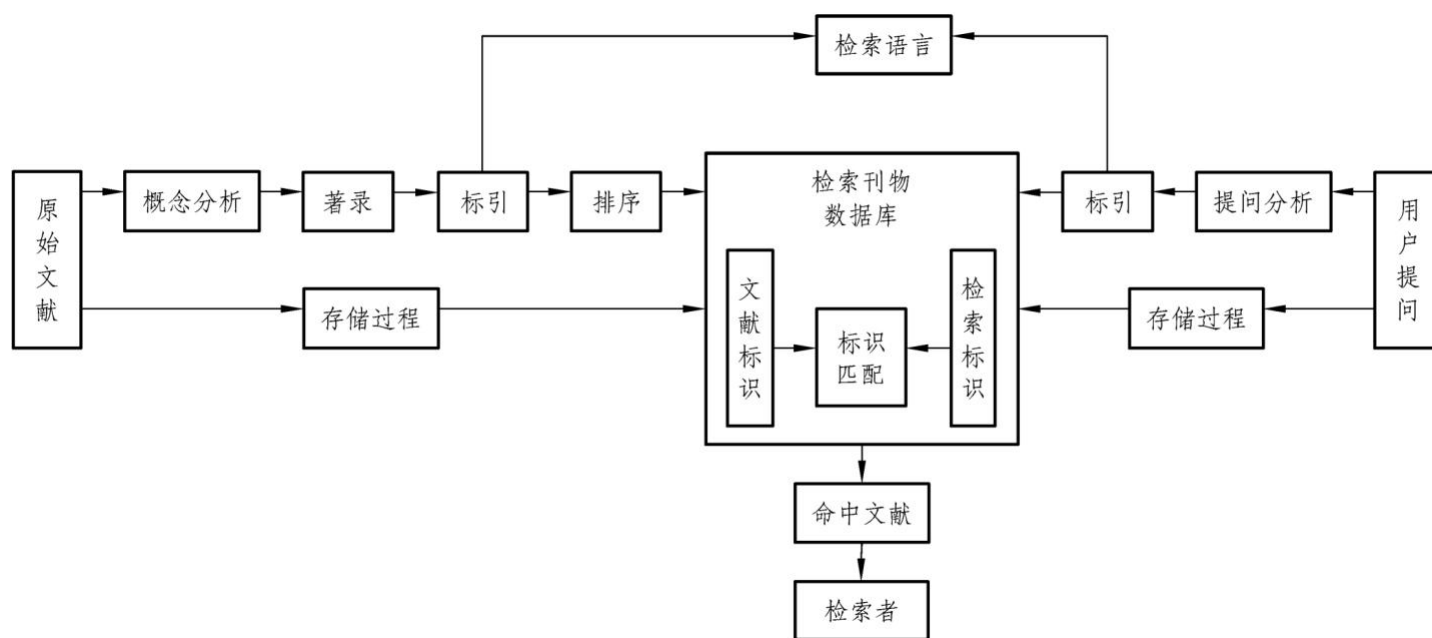 检索语言
原始文献
概念分析
著录
标引
排序
检索刊物
数据库
标引
提问分析
用户提问
存储过程
文献标识
标识
匹配
检索标识
存储过程
命中文献
检索者